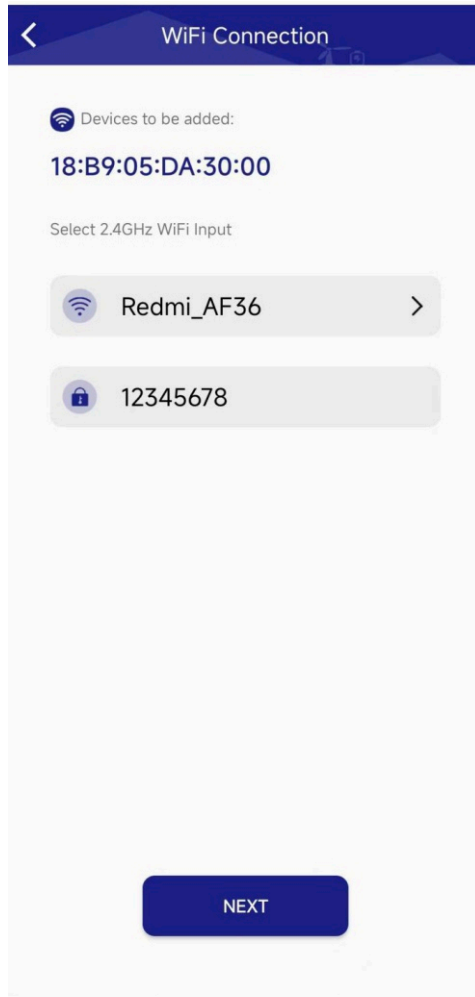 WiFi Connection
Devices to be added:
18:B9:05:DA:30:00
Select 2.4GHz WiFi Input
Redmi_AF36
12345678
NEXT